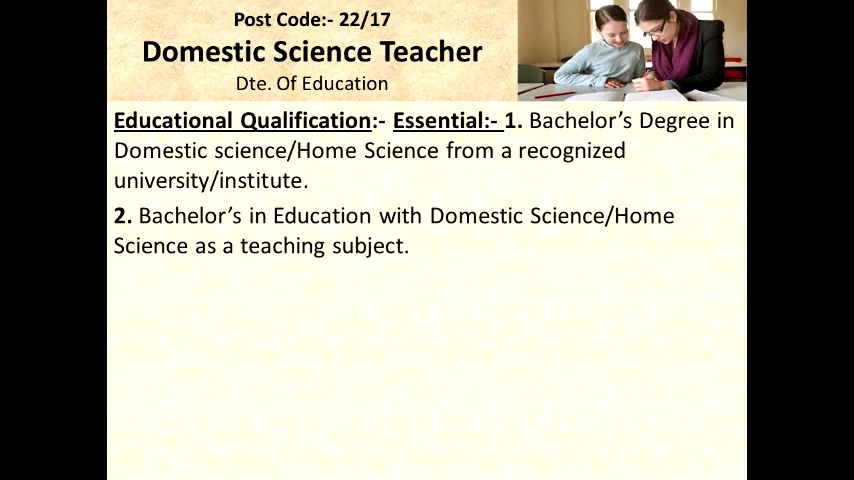 Post Code:- 22/17
Domestic Science Teacher
Dte. Of Education
Educational Qualification:- Essential:- 1. Bachelor’s Degree in
Domestic science/Home Science from a recognized
university/institute.
2. Bachelor’s in Education with Domestic Science/Home
Science as a teaching subject.